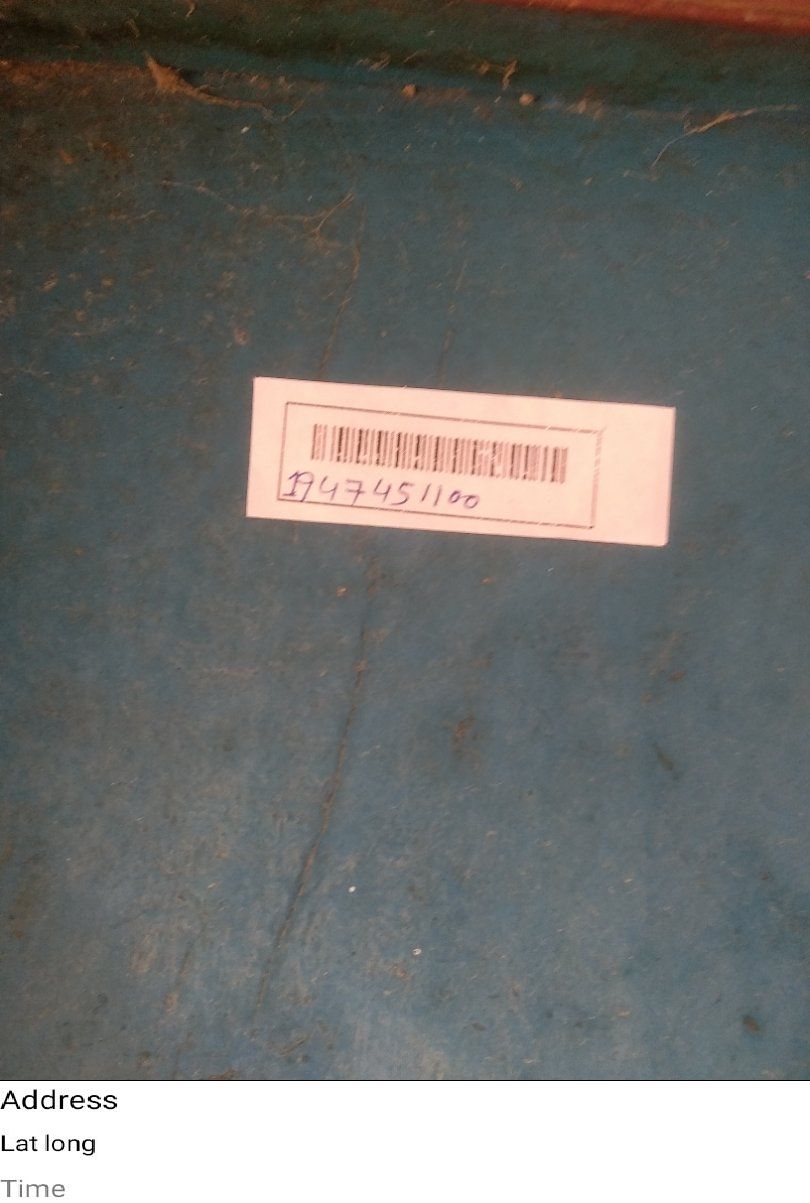 1947451100
Address
Lat long
Time